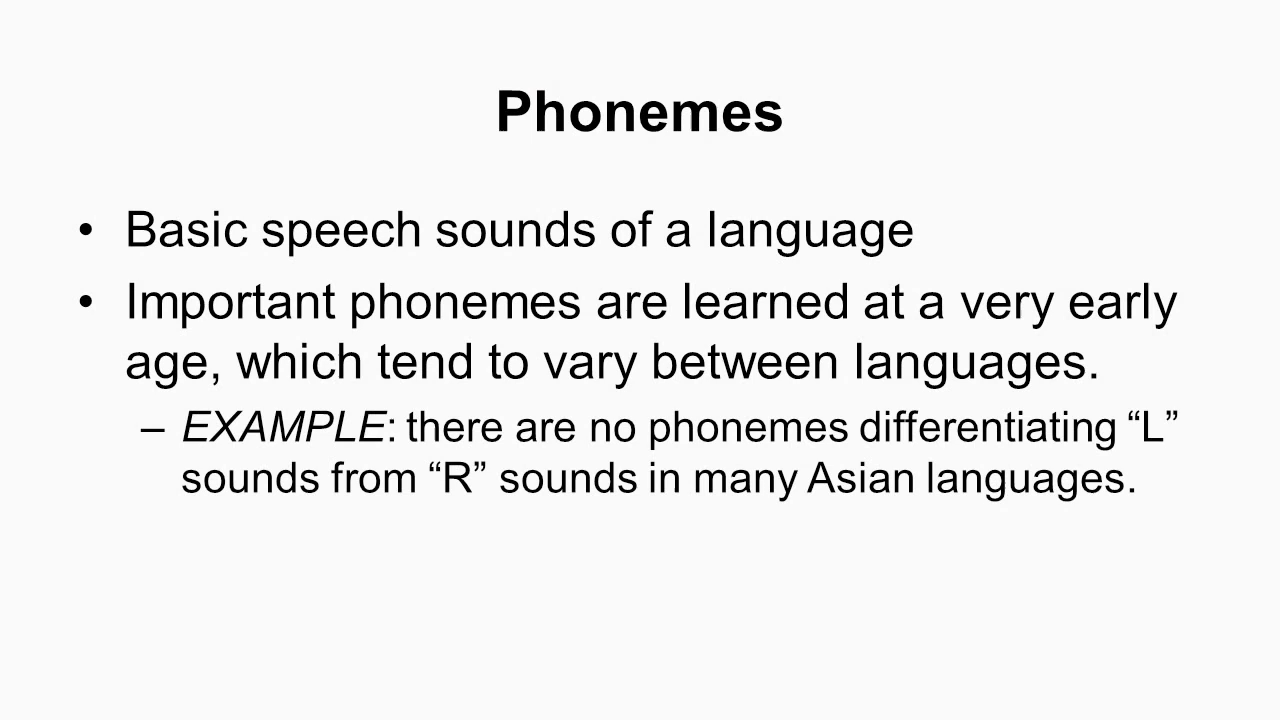 Phonemes
• Basic speech sounds of a language
• Important phonemes are learned at a very early
age, which tend to vary between languages.
– EXAMPLE: there are no phonemes differentiating “L”
sounds from “R” sounds in many Asian languages.